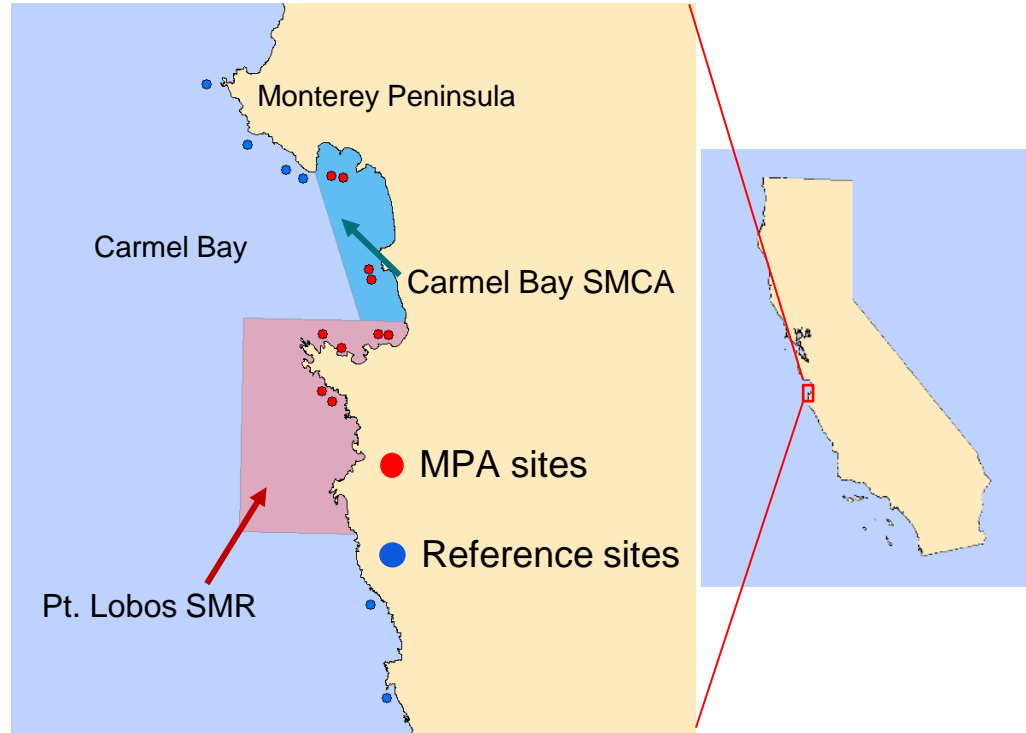 Monterey Peninsula
Carmel Bay
Carmel Bay SMCA
MPA sites
Reference sites
Pt. Lobos SMR